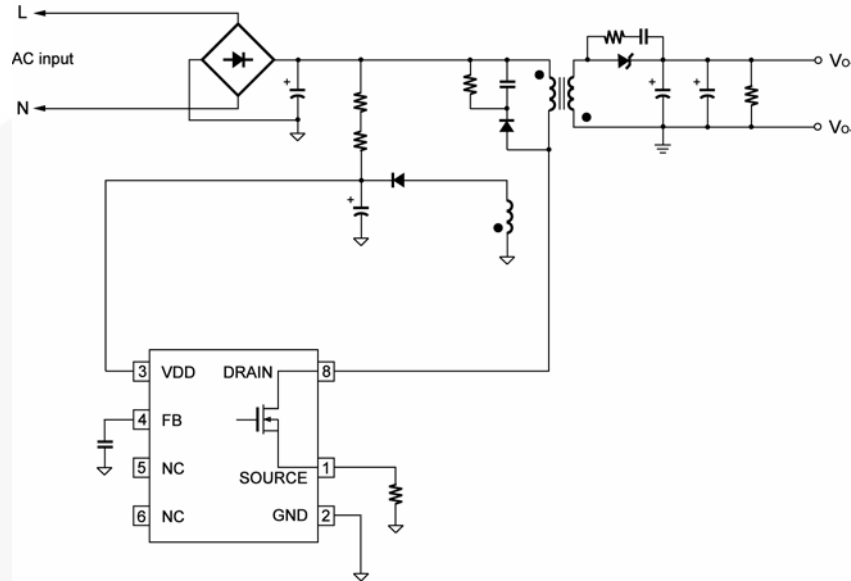 L
AC input
N
+
+
+
+
Vo
Vo
3 VDD DRAIN 8
4 FB
5 NC
SOURCE 1
6 NC
GND 2